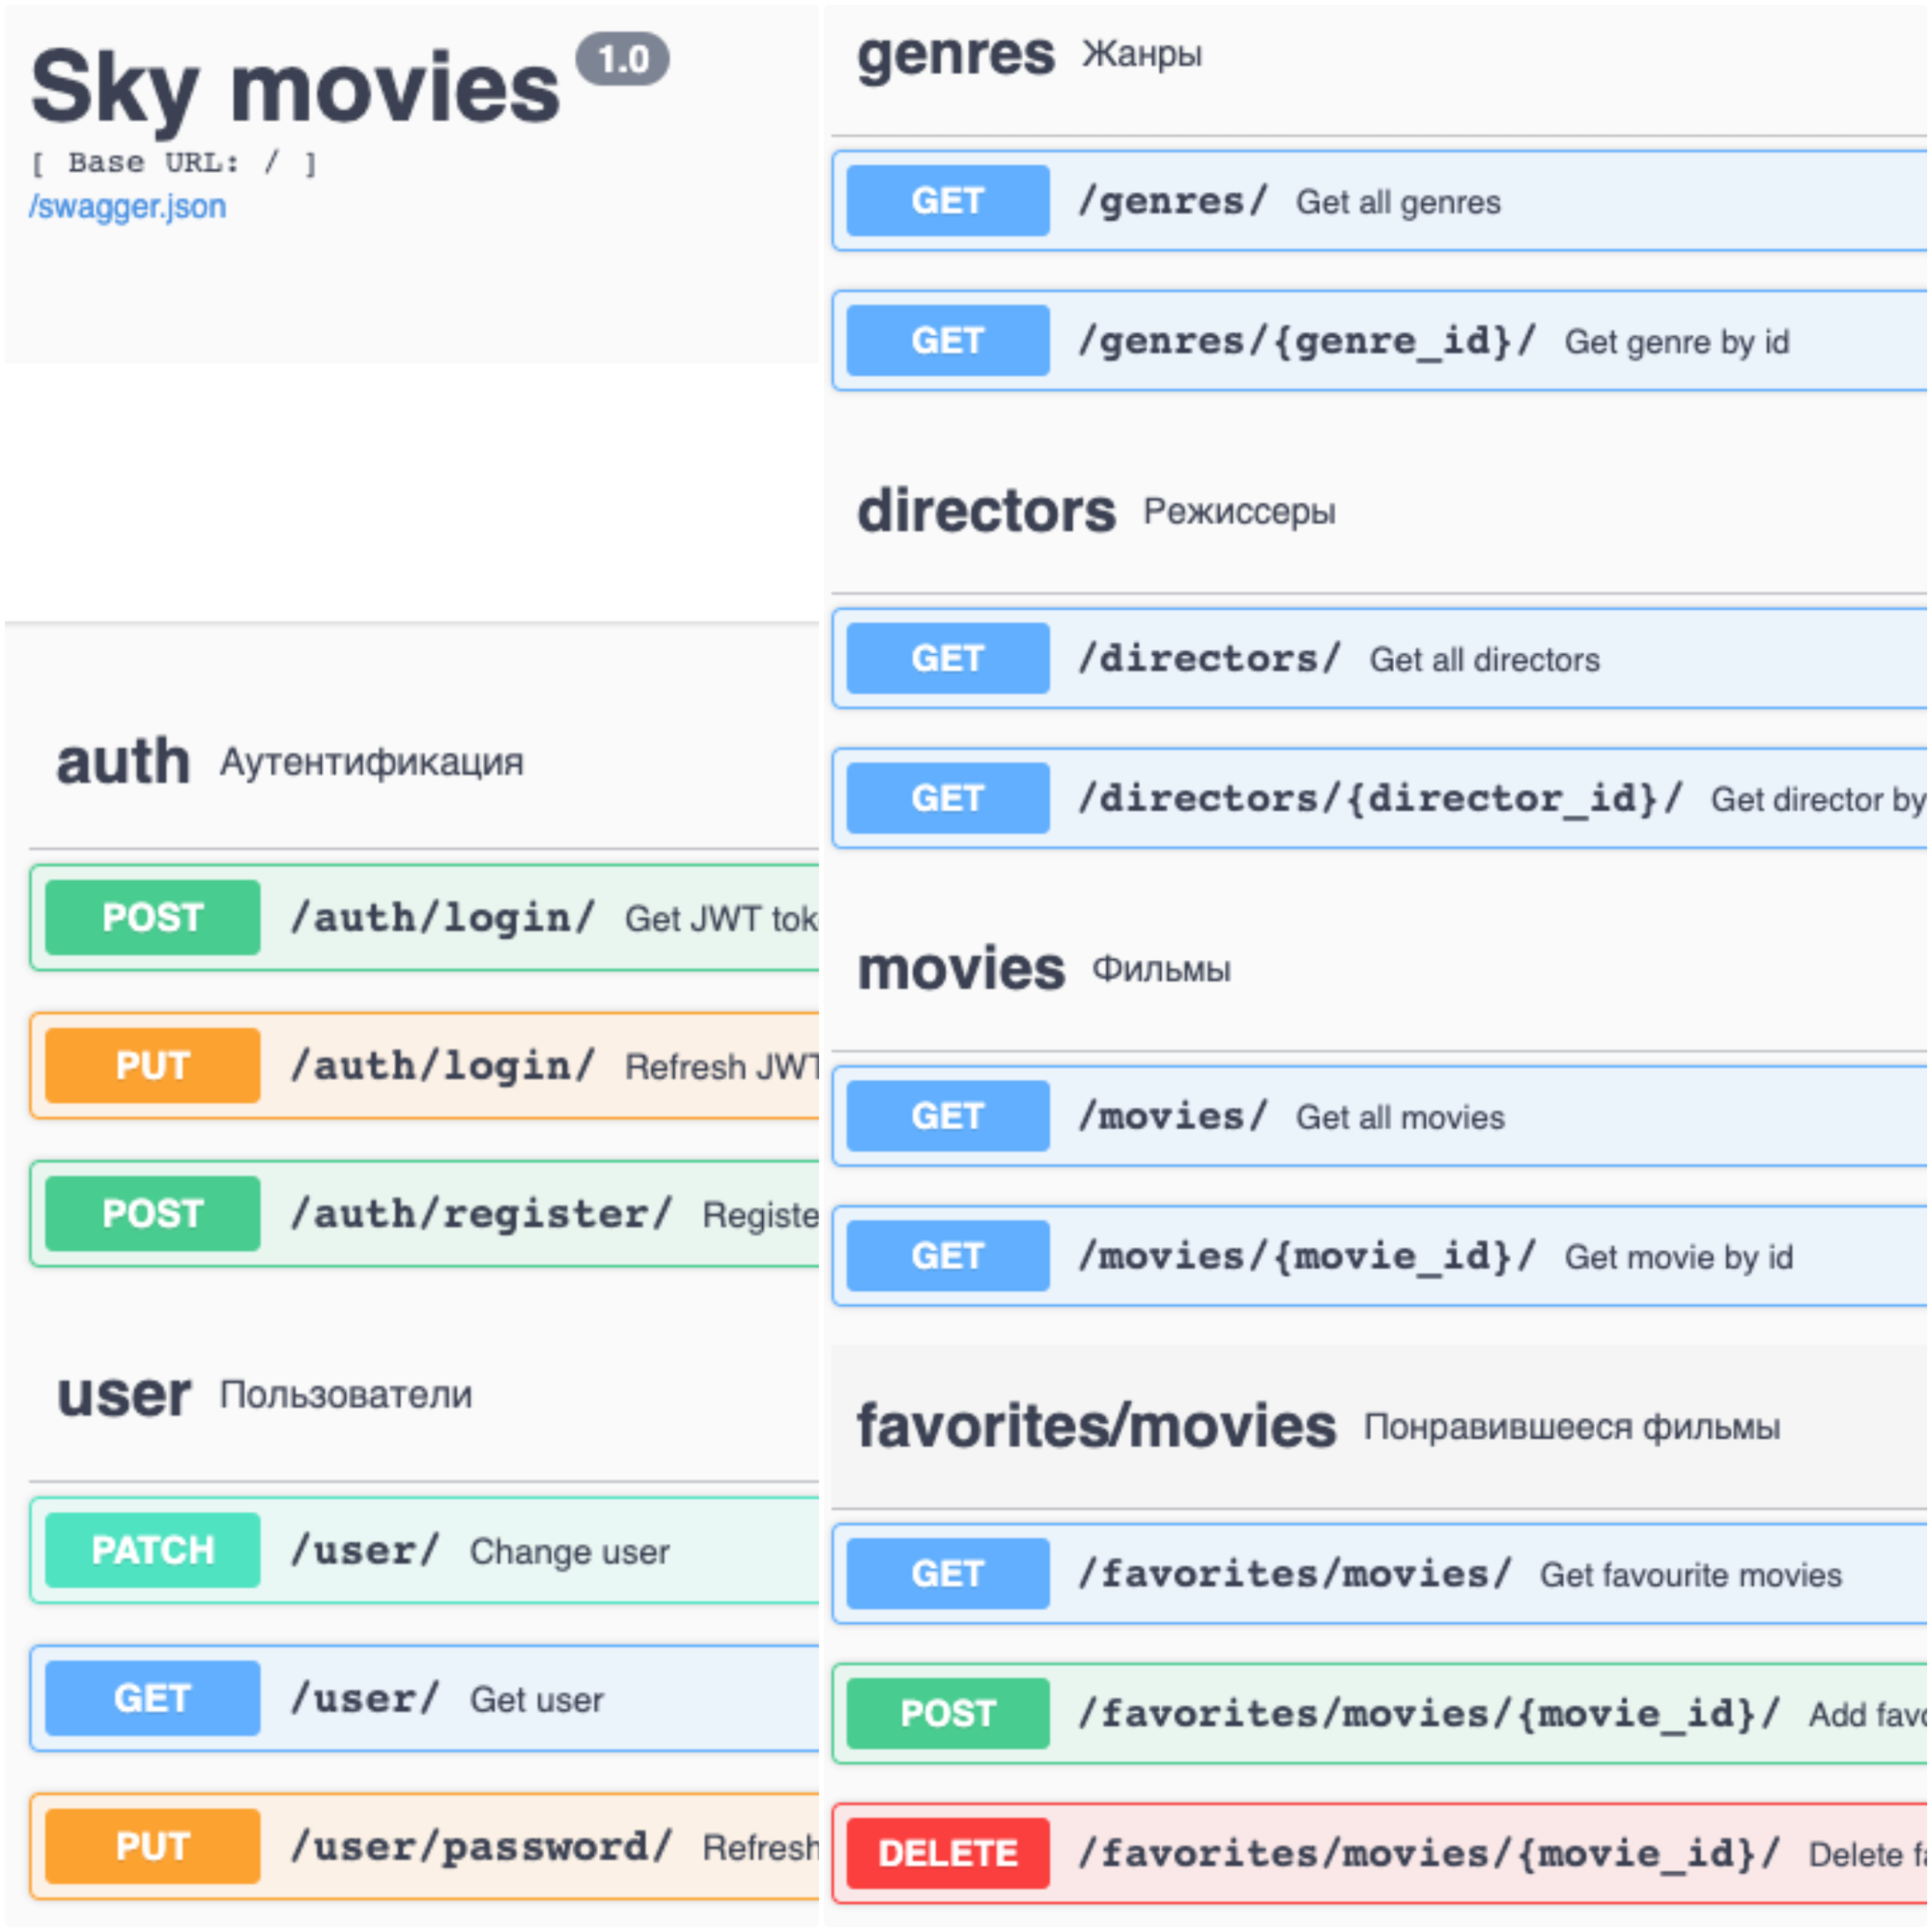 Sky movies 1.0
[ Base URL: / ]
/swagger.json
auth Аутентификация
POST /auth/login/ Get JWT
PUT /auth/login/ Refresh JWT
POST /auth/register/
user Пользователи
PATCH /user/ Change user
GET /user/ Get user
PUT /user/password/ Refresh
genres Жанры
GET /genres/ Get all genres
GET /genres/{genre_id}/ Get genre by id
directors Режиссеры
GET /directors/ Get all directors
GET /directors/{director_id}/ Get director by
movies Фильмы
GET /movies/ Get all movies
GET /movies/{movie_id}/ Get movie by id
favorites/movies Понравившееся фильмы
GET /favorites/movies/ Get favourite movies
POST /favorites/movies/{movie_id}/ Add
DELETE /favorites/movies/{movie_id}/ Delete